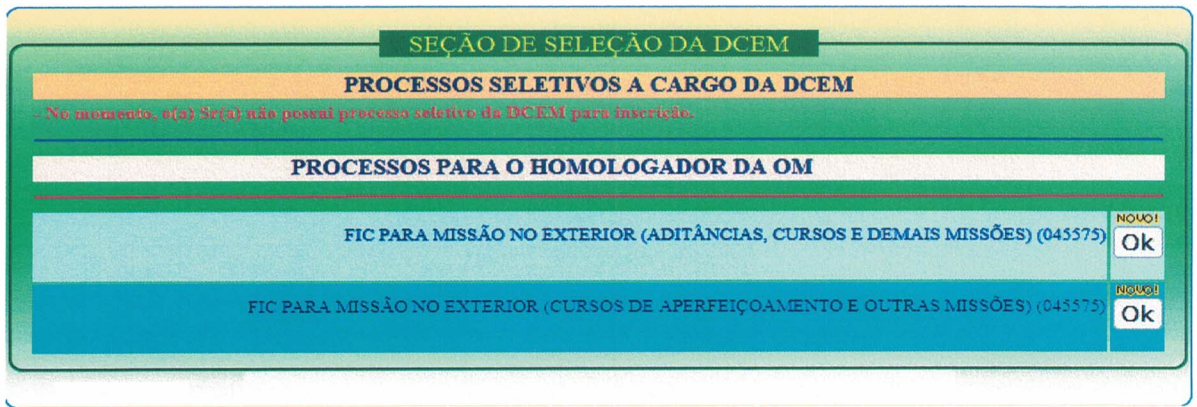 SEÇÃO DE SELEÇÃO DA DCEM
PROCESSOS SELETIVOS A CARGO DA DCEM
- No momento, o(a) Sr(a) não possui processo seletivo da DCEM para inscrição.
PROCESSOS PARA O HOMOLOGADOR DA OM
NOVO!
FIC PARA MISSÃO NO EXTERIOR (ADITÂNCIAS, CURSOS E DEMAIS MISSÕES) (045575) Ok
NOVO!
FIC PARA MISSÃO NO EXTERIOR (CURSOS DE APERFEIÇOAMENTO E OUTRAS MISSÕES) (045575) Ok